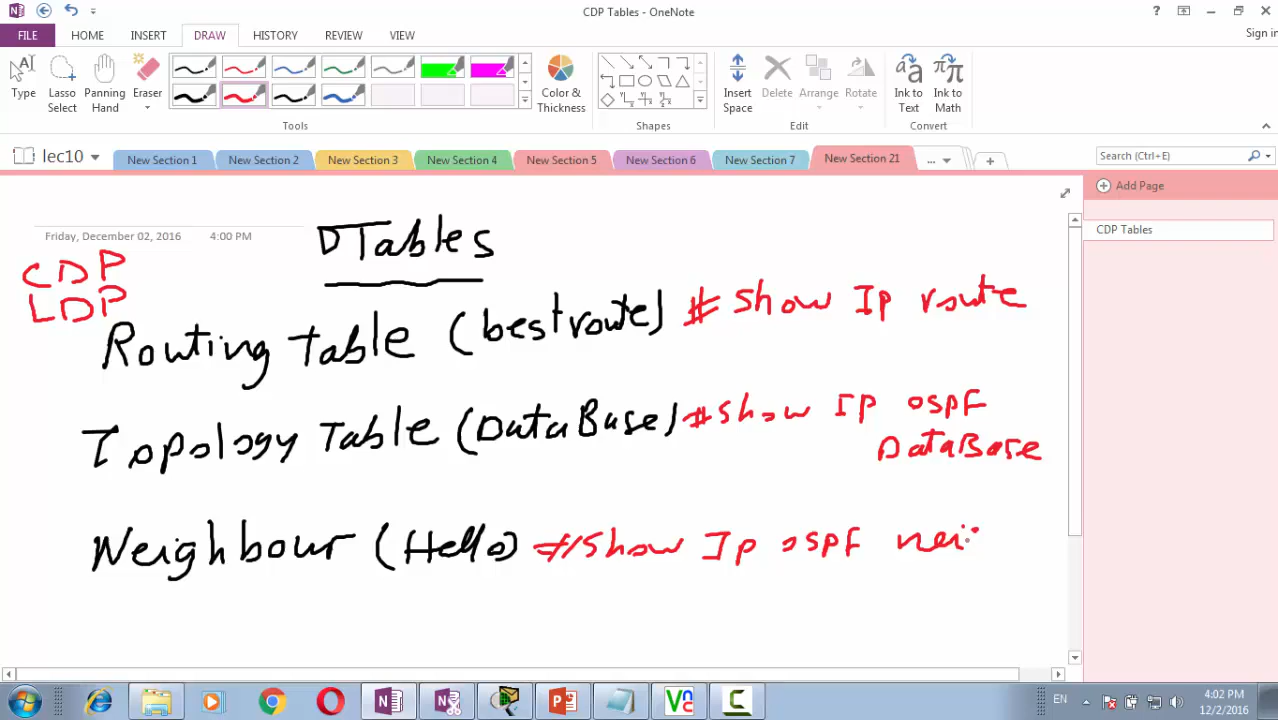 CDP Tables - OneNote
Sign in
FILE HOME INSERT DRAW HISTORY REVIEW VIEW
Type Lasso Select Panning Hand Eraser Color & Thickness Insert Space Delete Arrange Rotate Ink to Text Ink to Math
Tools Shapes Edit Convert
lec10 New Section 1 New Section 2 New Section 3 New Section 4 New Section 5 New Section 6 New Section 7 New Section 21 ... Search (Ctrl+E)
Add Page
CDP Tables
Friday, December 02, 2016 4:00 PM
DTables
CDP
LDP
Routing Table (best route) # Show Ip route
Topology Table (DataBase) # Show Ip ospf
DataBase
Neighbour (Hello) # Show Ip ospf nei
EN 4:02 PM
12/2/2016